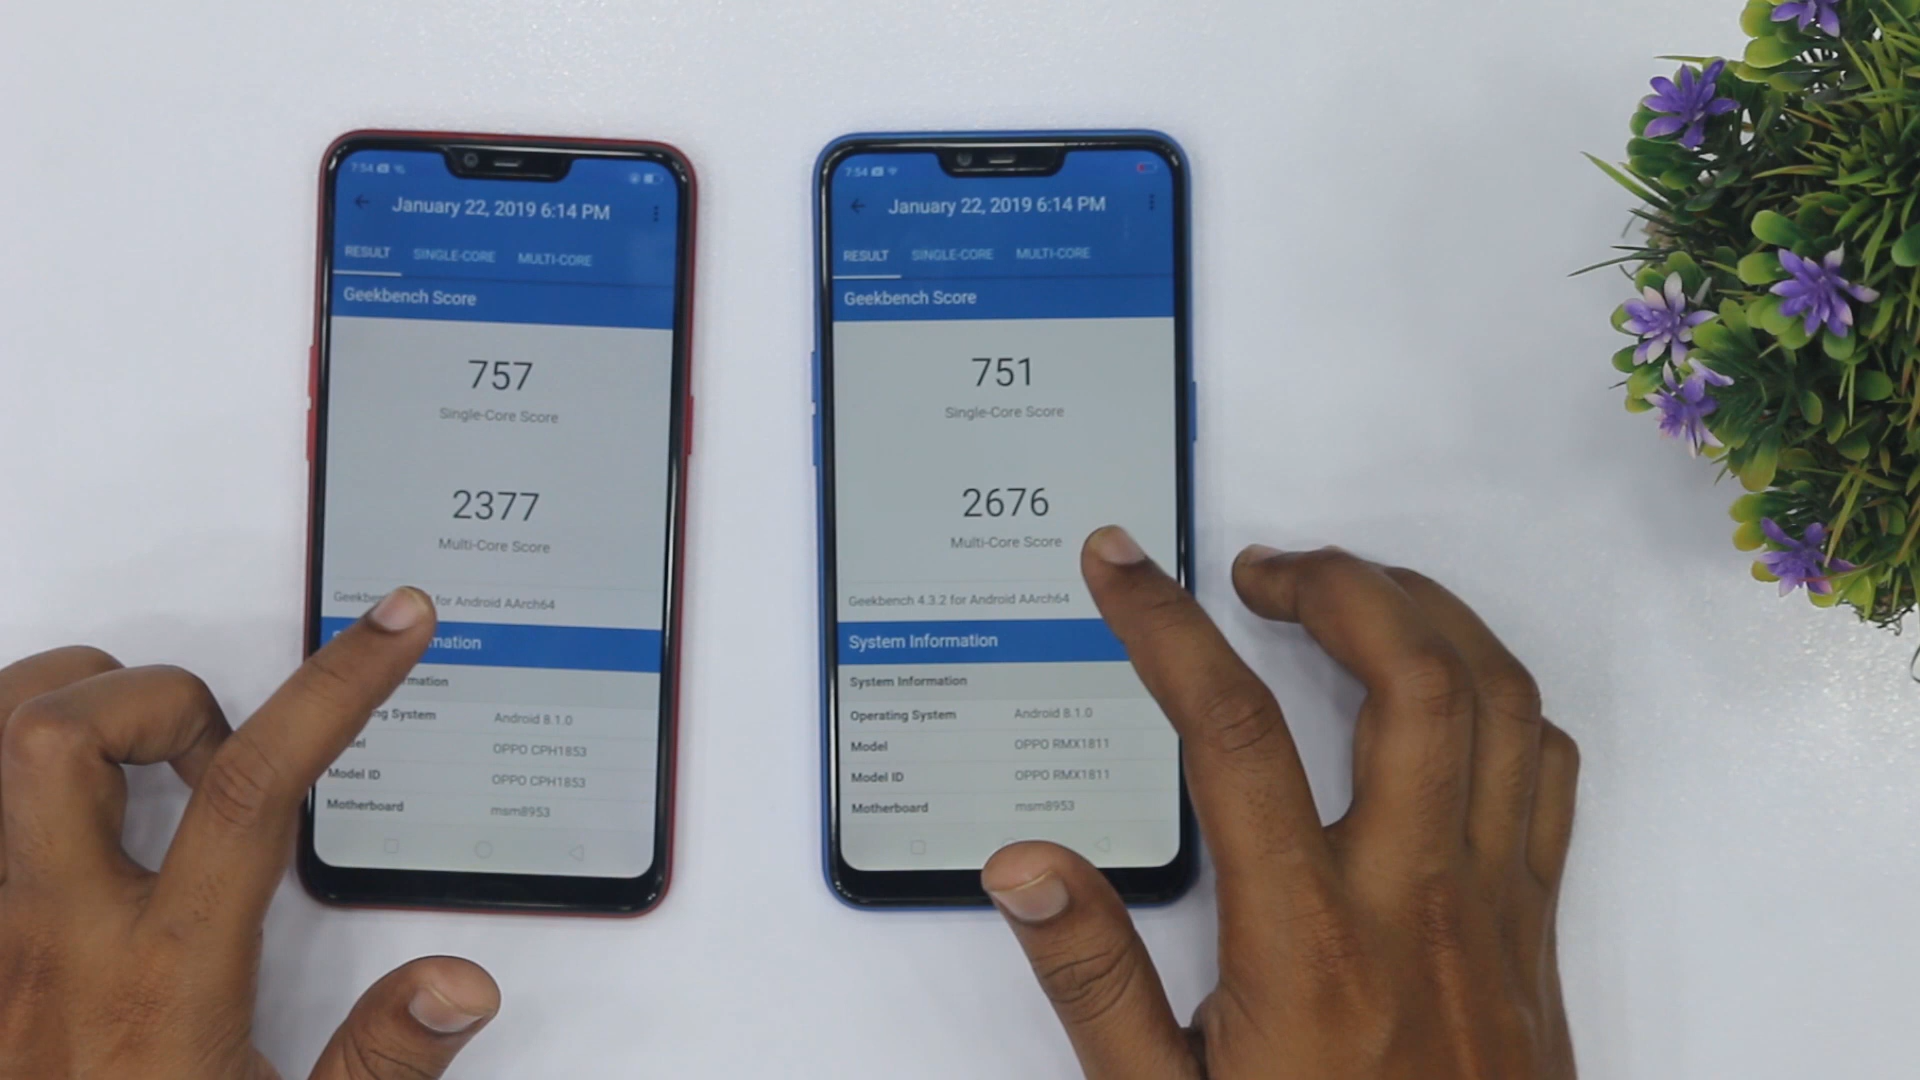 7:54
January 22, 2019 6:14 PM
RESULT SINGLE-CORE MULTI-CORE
Geekbench Score
757
Single-Core Score
2377
Multi-Core Score
for Android AArch64
Android 8.1.0
OPPO CPH1853
Model ID OPPO CPH1853
Motherboard msm8953
7:54
January 22, 2019 6:14 PM
RESULT SINGLE-CORE MULTI-CORE
Geekbench Score
751
Single-Core Score
2676
Multi-Core Score
Geekbench 4.3.2 for Android AArch64
System Information
System Information
Operating System Android 8.1.0
Model OPPO RMX1811
Model ID OPPO RMX1811
Motherboard msm8953